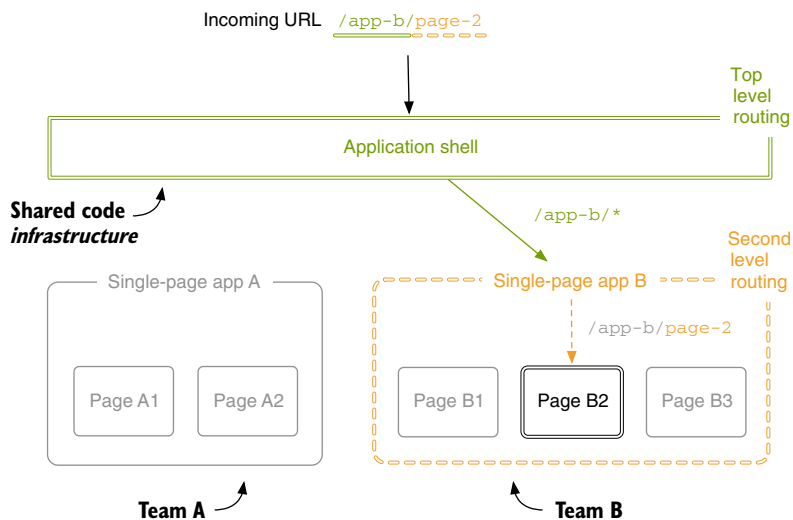 Incoming URL /app-b/page-2
Top
level
routing
Application shell
Shared code
infrastructure
/app-b/*
Second
level
routing
Single-page app A
Single-page app B
/app-b/page-2
Page A1
Page A2
Page B1
Page B2
Page B3
Team A
Team B